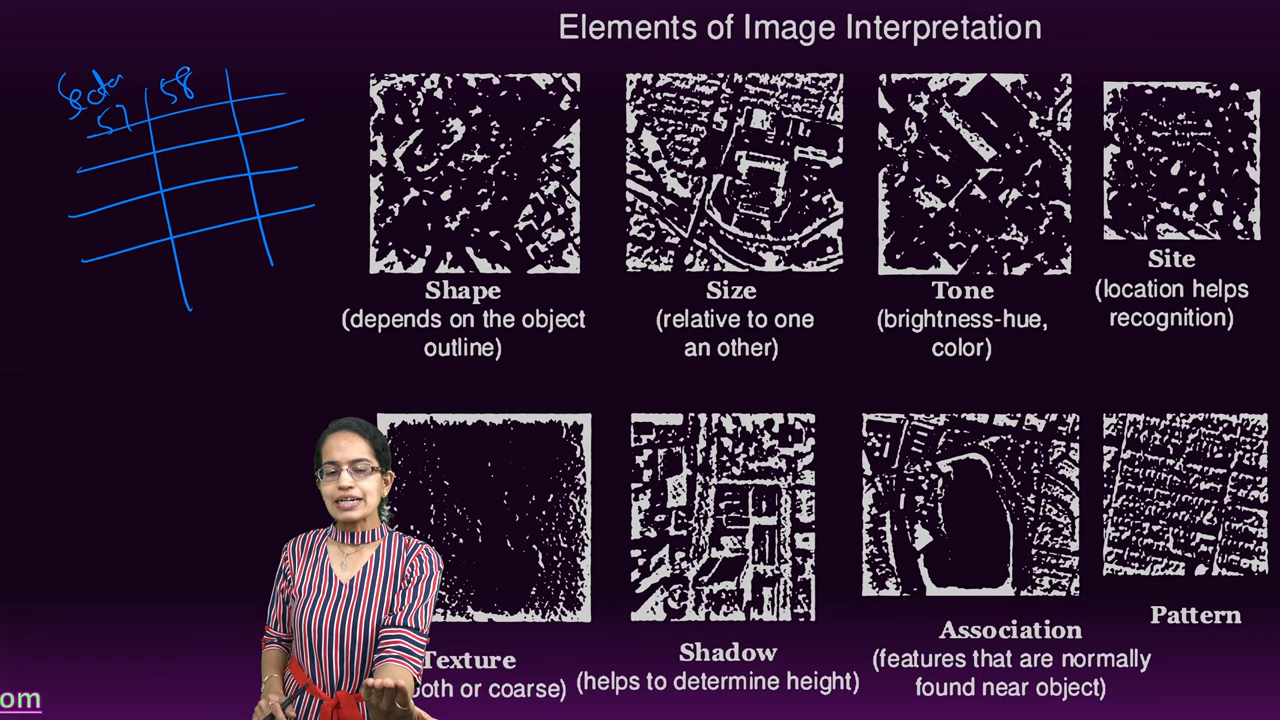 Elements of Image Interpretation
Sector
57 58
Shape
(depends on the object
outline)
Size
(relative to one
an other)
Tone
(brightness-hue,
color)
Site
(location helps
recognition)
Texture
oth or coarse)
Shadow
(helps to determine height)
Association
(features that are normally
found near object)
Pattern
om